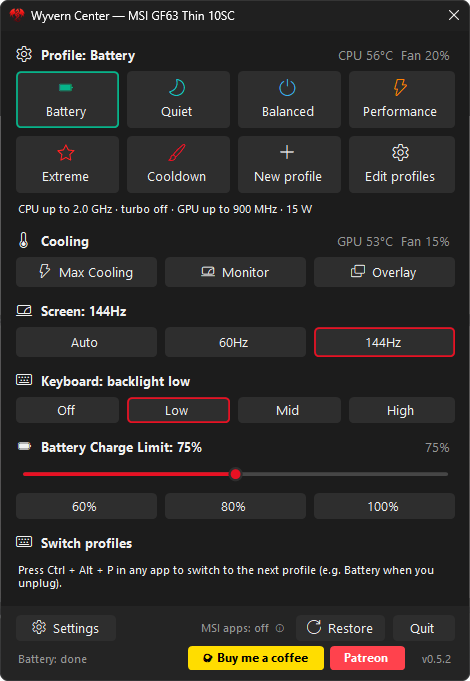 Wyvern Center — MSI GF63 Thin 10SC
Profile: Battery CPU 56°C Fan 20%
Battery Quiet Balanced Performance
Extreme Cooldown New profile Edit profiles
CPU up to 2.0 GHz · turbo off · GPU up to 900 MHz · 15 W
Cooling GPU 53°C Fan 15%
Max Cooling Monitor Overlay
Screen: 144Hz
Auto 60Hz 144Hz
Keyboard: backlight low
Off Low Mid High
Battery Charge Limit: 75% 75%
60% 80% 100%
Switch profiles
Press Ctrl + Alt + P in any app to switch to the next profile (e.g. Battery when you
unplug).
Settings MSI apps: off Restore Quit
Battery: done Buy me a coffee Patreon v0.5.2